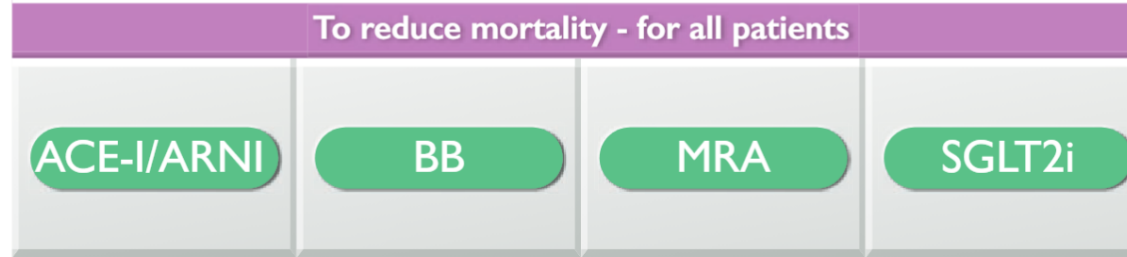 To reduce mortality - for all patients
ACE-I/ARNI BB MRA SGLT2i